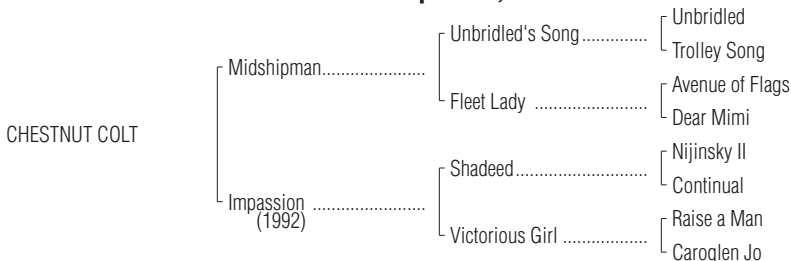 Unbridled
Unbridled's Song..............
Trolley Song
Midshipman......................
Avenue of Flags
Fleet Lady ......................
Dear Mimi
CHESTNUT COLT
Nijinsky II
Shadeed.........................
Continual
Impassion ........................
(1992)
Raise a Man
Victorious Girl .................
Caroglen Jo